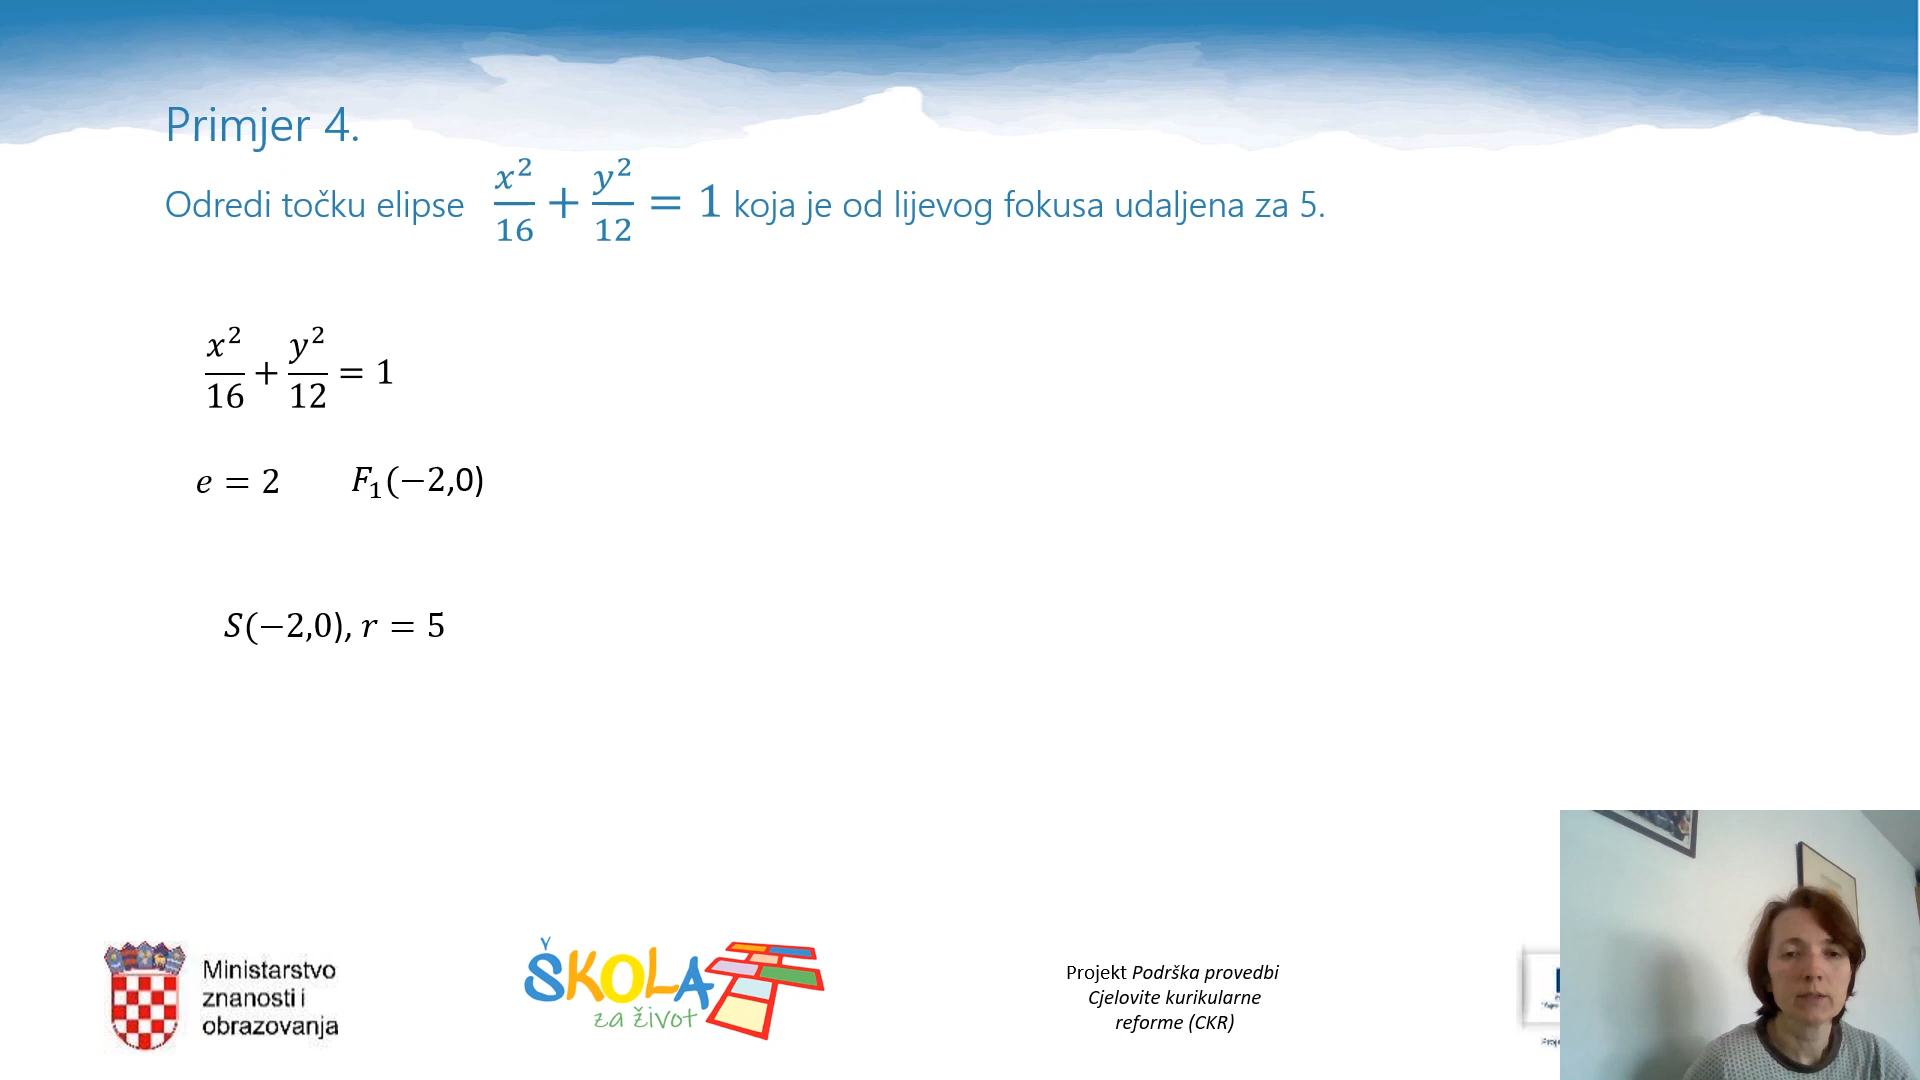 Primjer 4.
Odredi točku elipse x²/16 + y²/12 = 1 koja je od lijevog fokusa udaljena za 5.
x²/16 + y²/12 = 1
e = 2 F₁(−2,0)
S(−2,0), r = 5
Ministarstvo
znanosti i
obrazovanja
ŠKOLA
za život
Projekt Podrška provedbi
Cjelovite kurikularne
reforme (CKR)